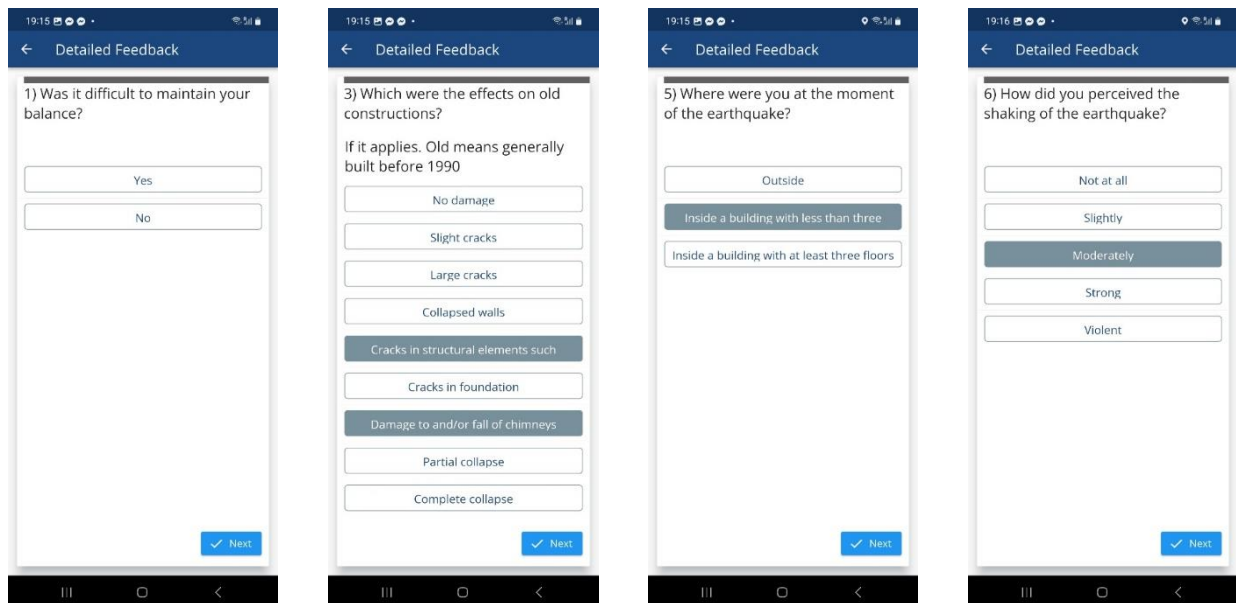 19:15
Detailed Feedback
1) Was it difficult to maintain your
balance?
Yes
No
Next
19:15
Detailed Feedback
3) Which were the effects on old
constructions?
If it applies. Old means generally
built before 1990
No damage
Slight cracks
Large cracks
Collapsed walls
Cracks in structural elements such
Cracks in foundation
Damage to and/or fall of chimneys
Partial collapse
Complete collapse
Next
19:15
Detailed Feedback
5) Where were you at the moment
of the earthquake?
Outside
Inside a building with less than three
Inside a building with at least three floors
Next
19:16
Detailed Feedback
6) How did you perceived the
shaking of the earthquake?
Not at all
Slightly
Moderately
Strong
Violent
Next